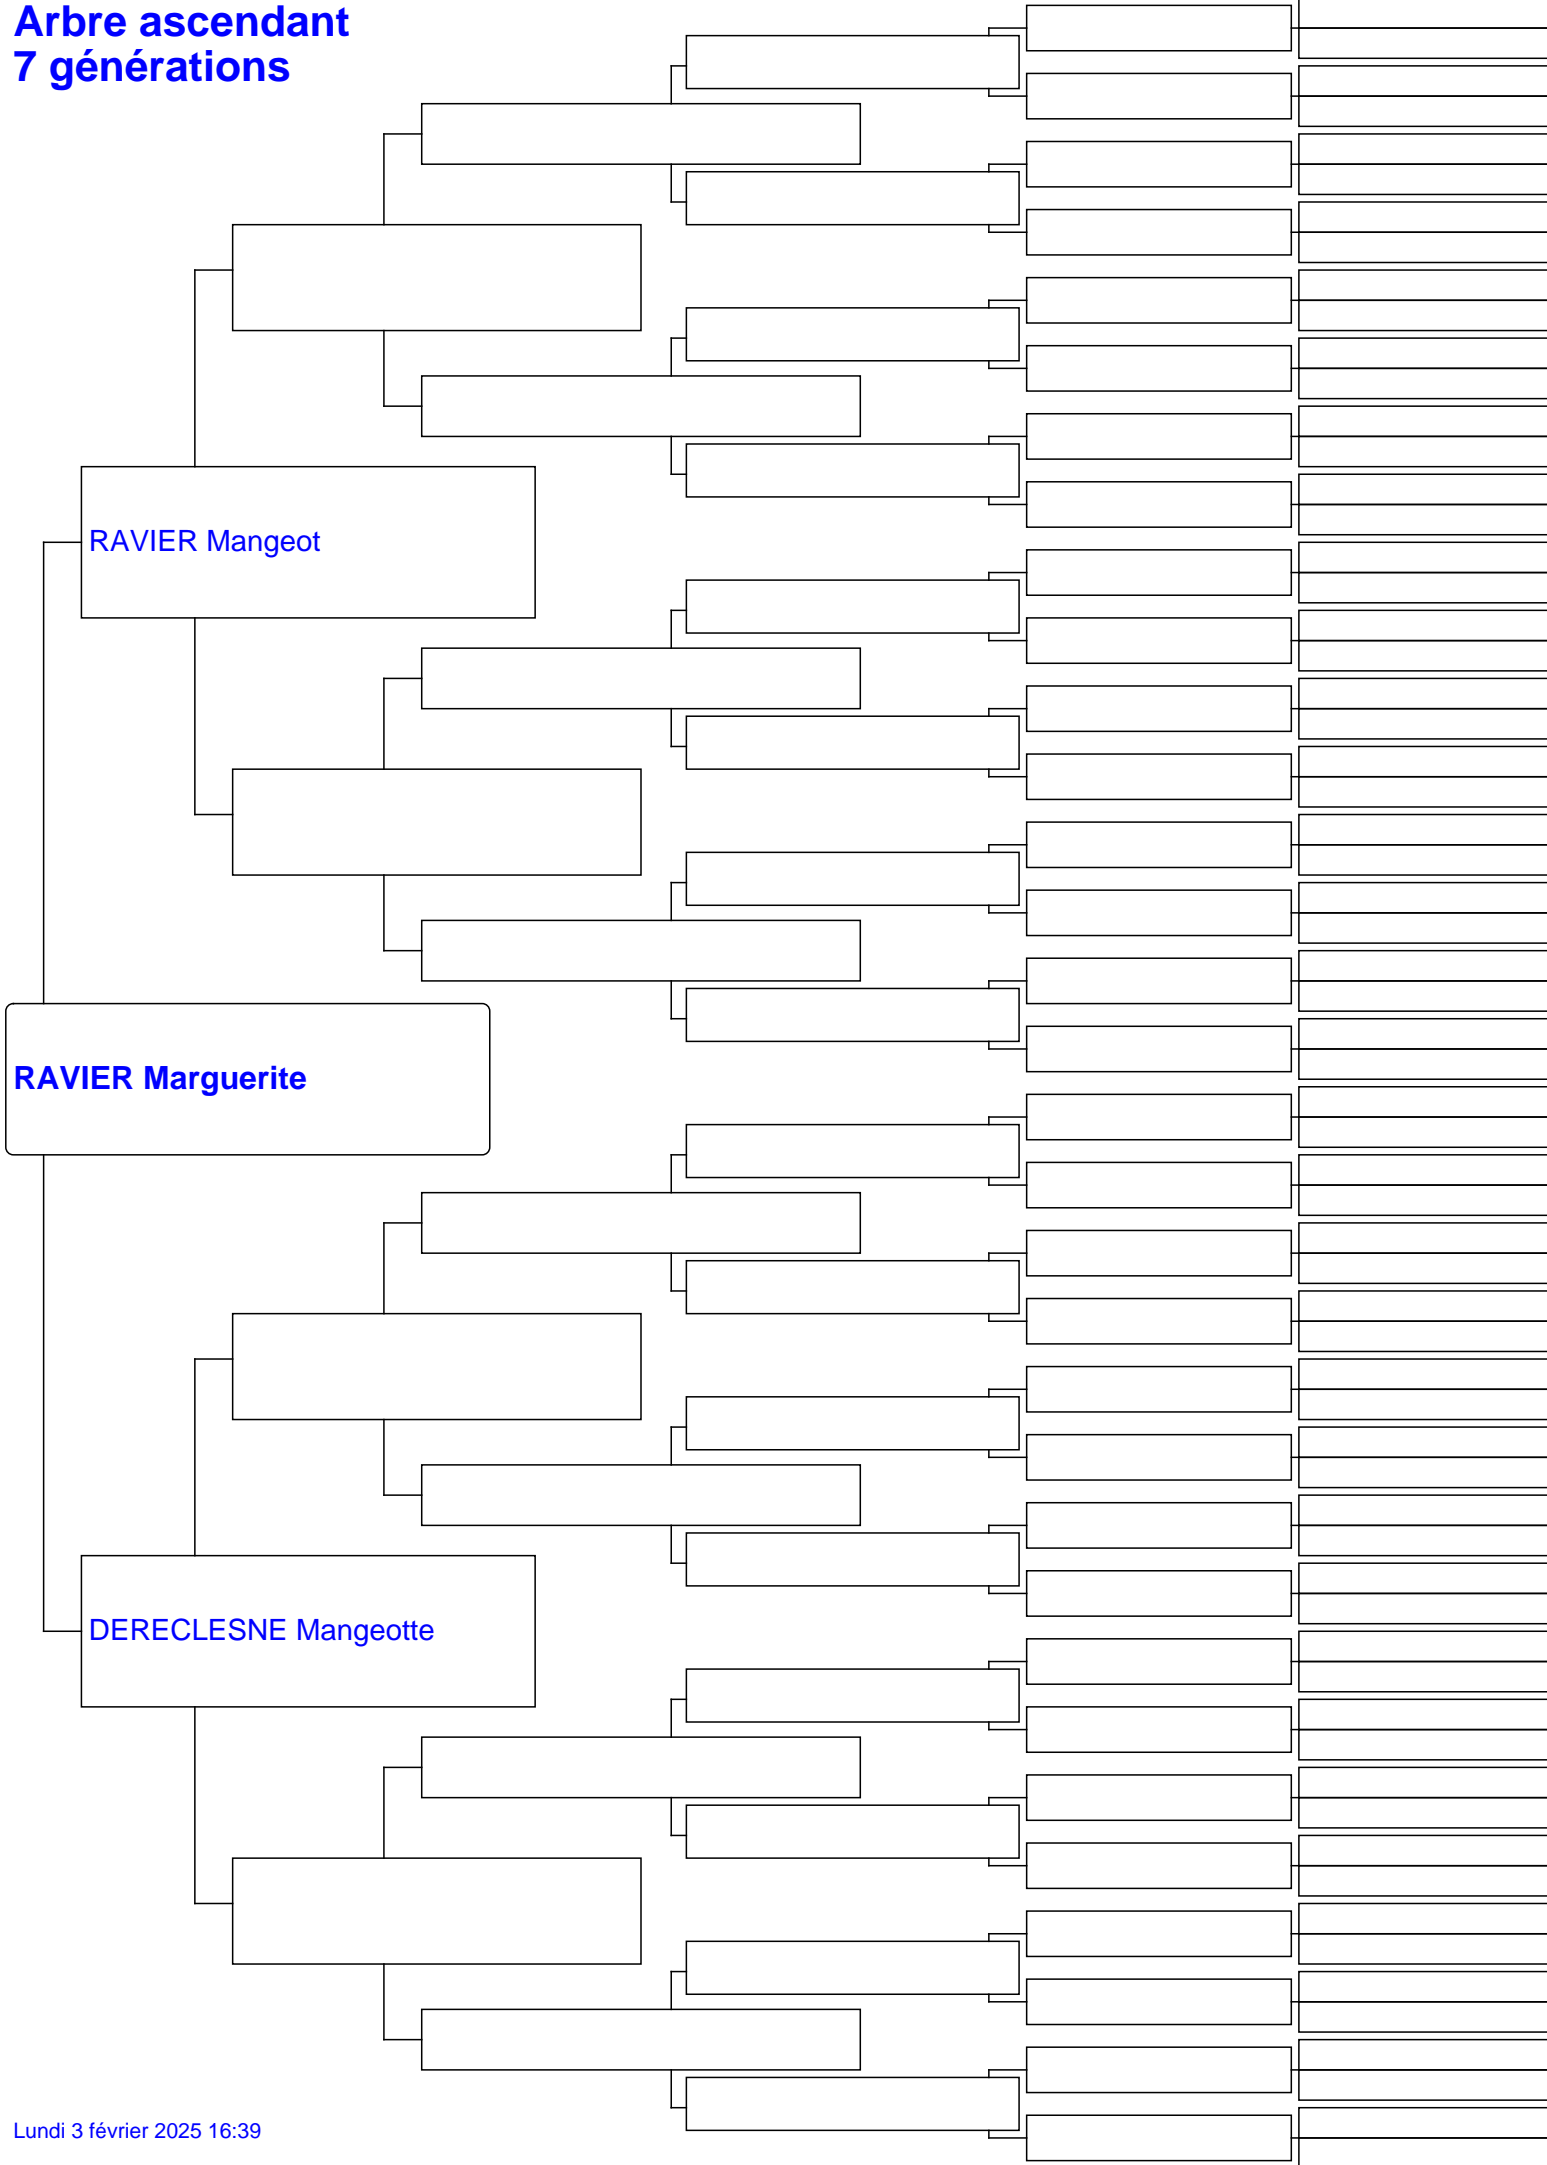 Arbre ascendant
7 générations
RAVIER Mangeot
RAVIER Marguerite
DERECLESNE Mangeotte
Lundi 3 février 2025 16:39